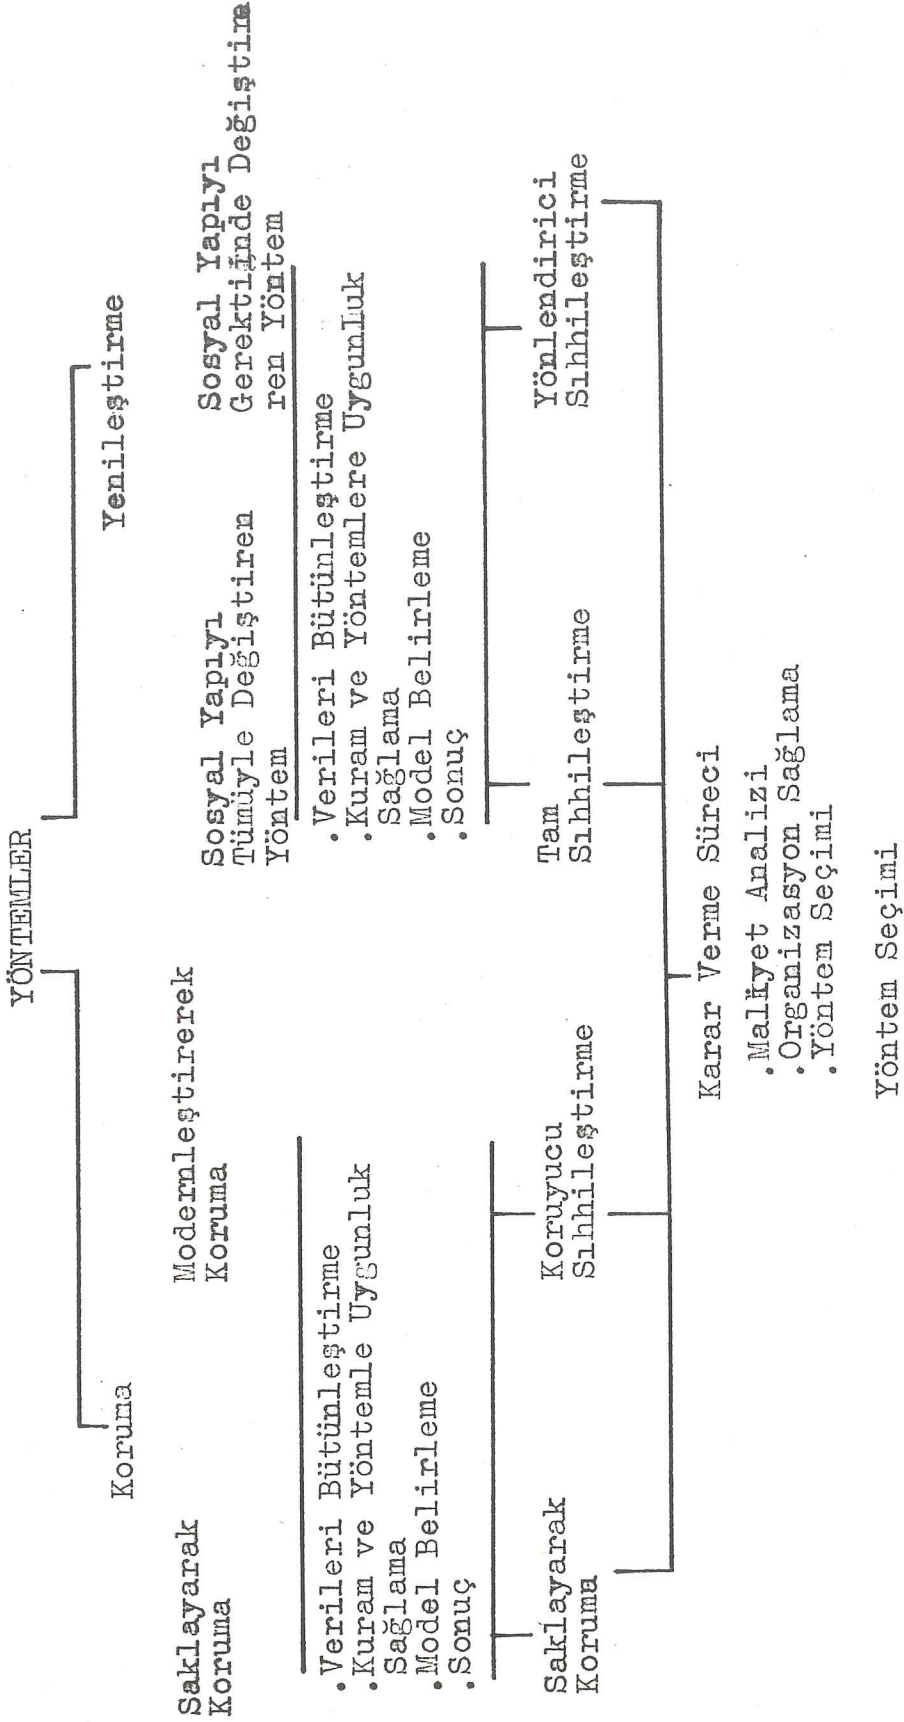 YÖNTEMLER
Koruma
Yenileştirme
Saklayarak
Koruma
Modernleştirerek
Koruma
Sosyal Yapıyı
Tümüyle Değiştiren
Yöntem
Sosyal Yapıyı
Gerektiğinde Değiştiren
ren Yöntem
.Verileri Bütünleştirme
.Kuram ve Yöntemle Uygunluk
Sağlama
.Model Belirleme
.Sonuç
.Verileri Bütünleştirme
.Kuram ve Yöntemlere Uygunluk
Sağlama
.Model Belirleme
.Sonuç
Saklayarak
Koruma
Koruyucu
Sıhhileştirme
Tam
Sıhhileştirme
Yönlendirici
Sıhhileştirme
Karar Verme Süreci
.Maliyet Analizi
.Organizasyon Sağlama
.Yöntem Seçimi
Yöntem Seçimi